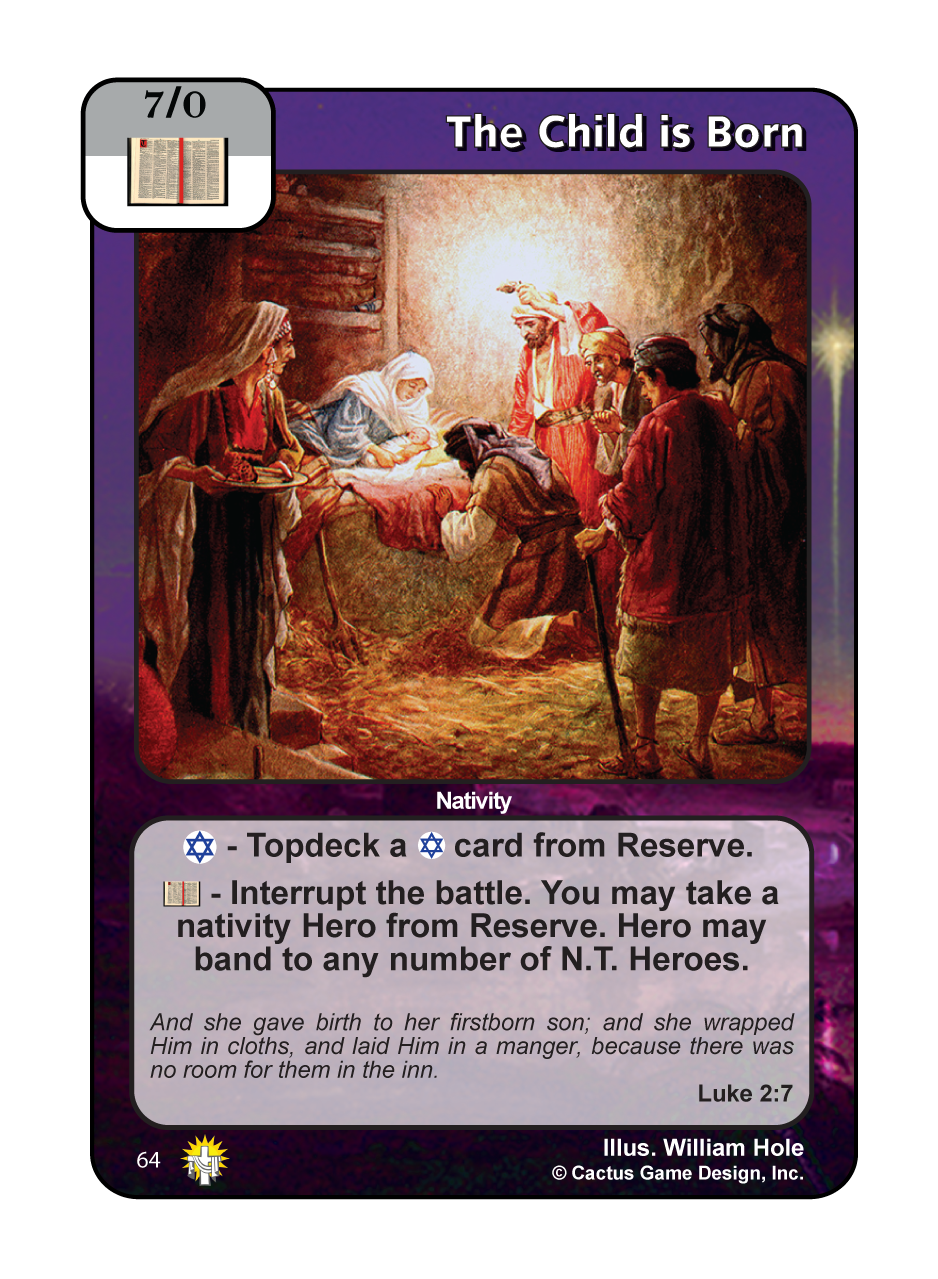 7/0
The Child is Born
Nativity
✡ - Topdeck a ✡ card from Reserve.
- Interrupt the battle. You may take a
nativity Hero from Reserve. Hero may
band to any number of N.T. Heroes.
And she gave birth to her firstborn son; and she wrapped
Him in cloths, and laid Him in a manger, because there was
no room for them in the inn.
Luke 2:7
64
Illus. William Hole
© Cactus Game Design, Inc.